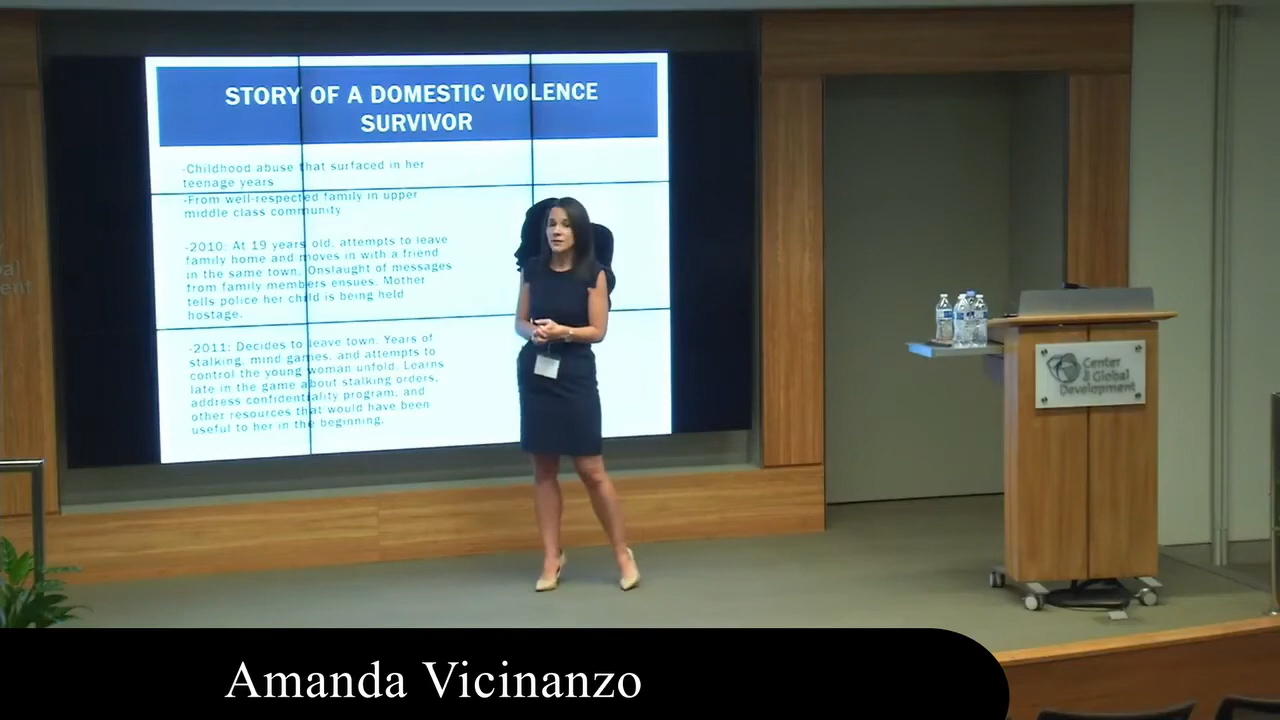 STORY OF A DOMESTIC VIOLENCE
SURVIVOR
-Childhood abuse that surfaced in her
teenage years
-From well-respected family in upper
middle class community
-2010: At 19 years old, attempts to leave
family home and moves in with a friend
in the same town. Onslaught of messages
from family members ensues. Mother
tells police her child is being held
hostage.
-2011: Decides to leave town. Years of
stalking, mind games, and attempts to
control the young woman unfold. Learns
late in the game about stalking orders,
address confidentiality program, and
other resources that would have been
useful to her in the beginning.
Center
for Global
Development
Amanda Vicinanzo